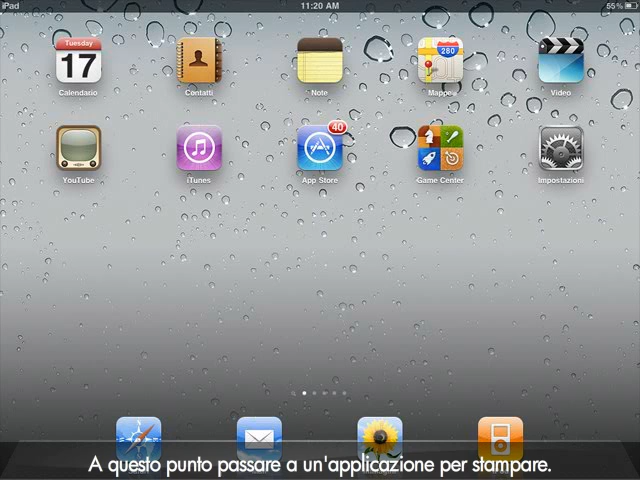 iPad 11:20 AM 55%
Tuesday
17
280
40
Calendario Contatti Note Mappe Video
YouTube iTunes App Store Game Center Impostazioni
A questo punto passare a un'applicazione per stampare.